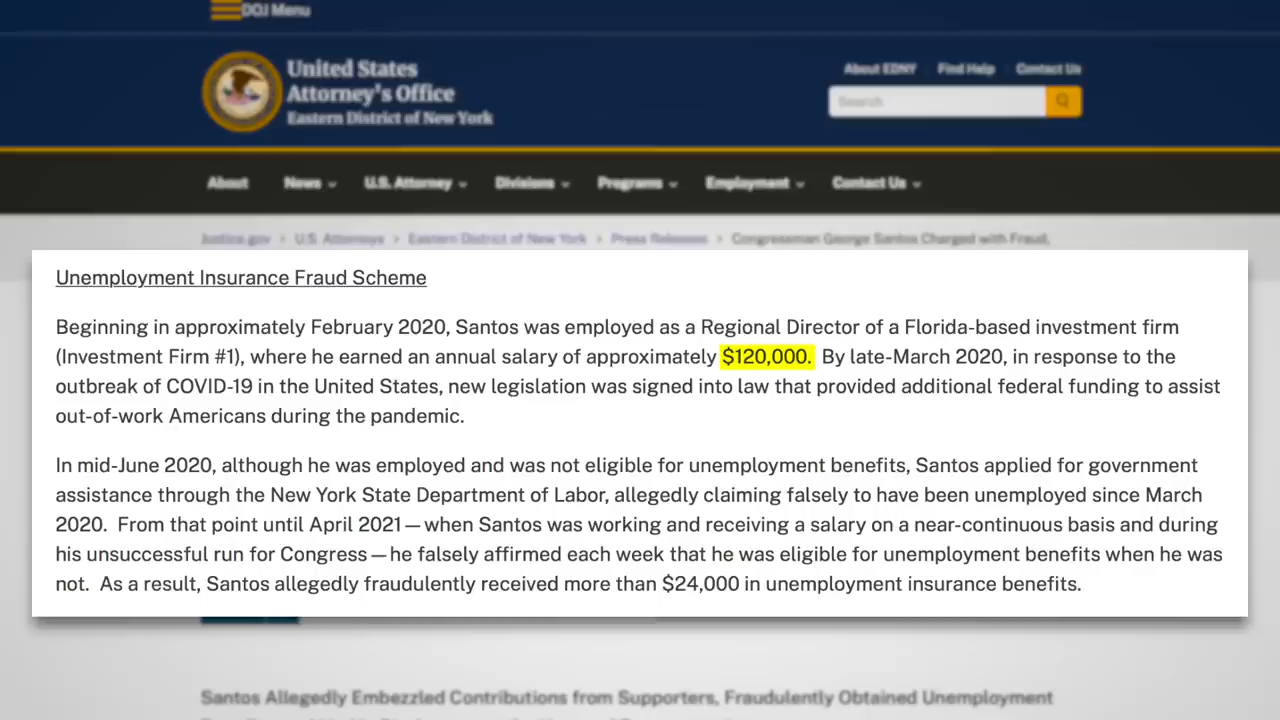 DOJ Menu
United States
Attorney's Office
Eastern District of New York
About EDNY Find Help Contact Us
Search
About News U.S. Attorney Divisions Programs Employment Contact Us
Justice.gov > U.S. Attorneys > Eastern District of New York > Press Releases > Congressman George Santos Charged with Fraud,
Unemployment Insurance Fraud Scheme
Beginning in approximately February 2020, Santos was employed as a Regional Director of a Florida-based investment firm
(Investment Firm #1), where he earned an annual salary of approximately $120,000. By late-March 2020, in response to the
outbreak of COVID-19 in the United States, new legislation was signed into law that provided additional federal funding to assist
out-of-work Americans during the pandemic.
In mid-June 2020, although he was employed and was not eligible for unemployment benefits, Santos applied for government
assistance through the New York State Department of Labor, allegedly claiming falsely to have been unemployed since March
2020. From that point until April 2021—when Santos was working and receiving a salary on a near-continuous basis and during
his unsuccessful run for Congress—he falsely affirmed each week that he was eligible for unemployment benefits when he was
not. As a result, Santos allegedly fraudulently received more than $24,000 in unemployment insurance benefits.
Santos Allegedly Embezzled Contributions from Supporters, Fraudulently Obtained Unemployment